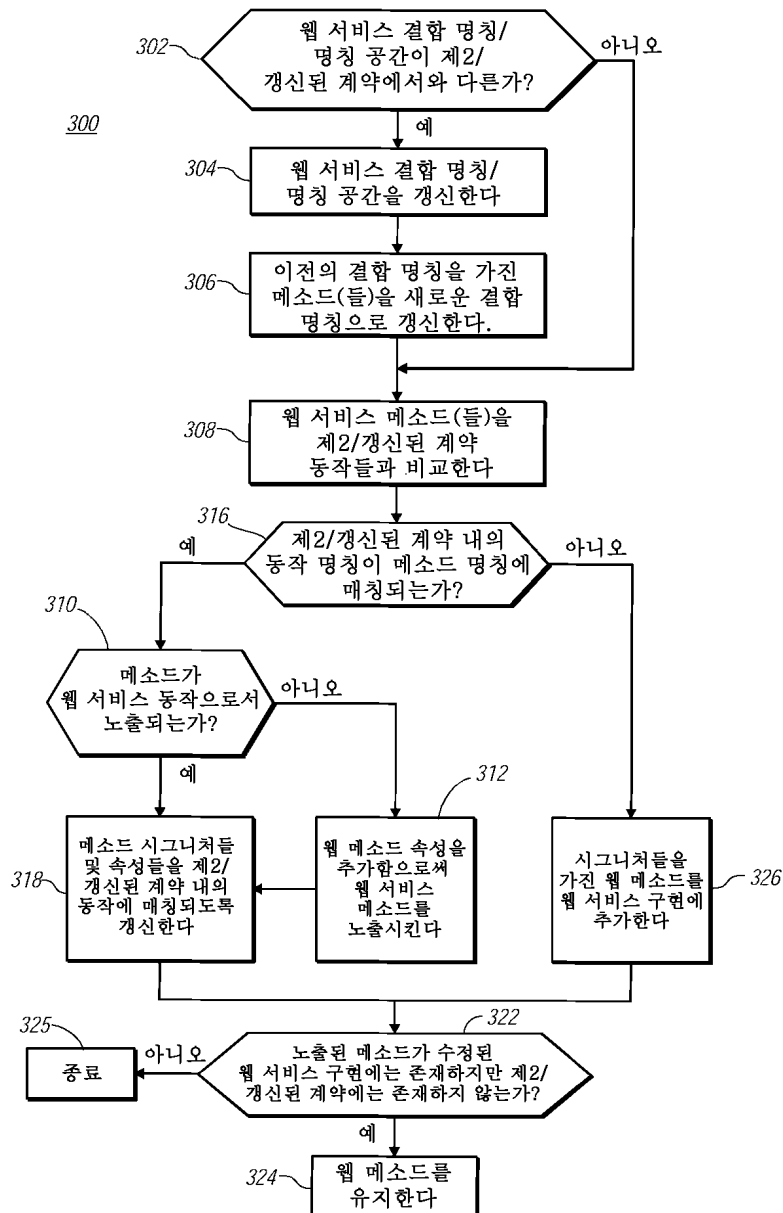 302
웹 서비스 결합 명칭/
명칭 공간이 제2/
갱신된 계약에서와 다른가?
아니오
300
예
304
웹 서비스 결합 명칭/
명칭 공간을 갱신한다
306
이전의 결합 명칭을 가진
메소드(들)을 새로운 결합
명칭으로 갱신한다.
308
웹 서비스 메소드(들)을
제2/갱신된 계약
동작들과 비교한다
316
예
제2/갱신된 계약 내의
동작 명칭이 메소드 명칭에
매칭되는가?
아니오
310
메소드가
웹 서비스 동작으로서
노출되는가?
아니오
예
312
318
메소드 시그니처들
및 속성들을 제2/
갱신된 계약 내의
동작에 매칭되도록
갱신한다
웹 메소드 속성을
추가함으로써
웹 서비스
메소드를
노출시킨다
시그니처들을
가진 웹 메소드를
웹 서비스 구현에
추가한다
326
322
325
종료
아니오
노출된 메소드가 수정된
웹 서비스 구현에는 존재하지만 제2/
갱신된 계약에는 존재하지 않는가?
예
324
웹 메소드를
유지한다